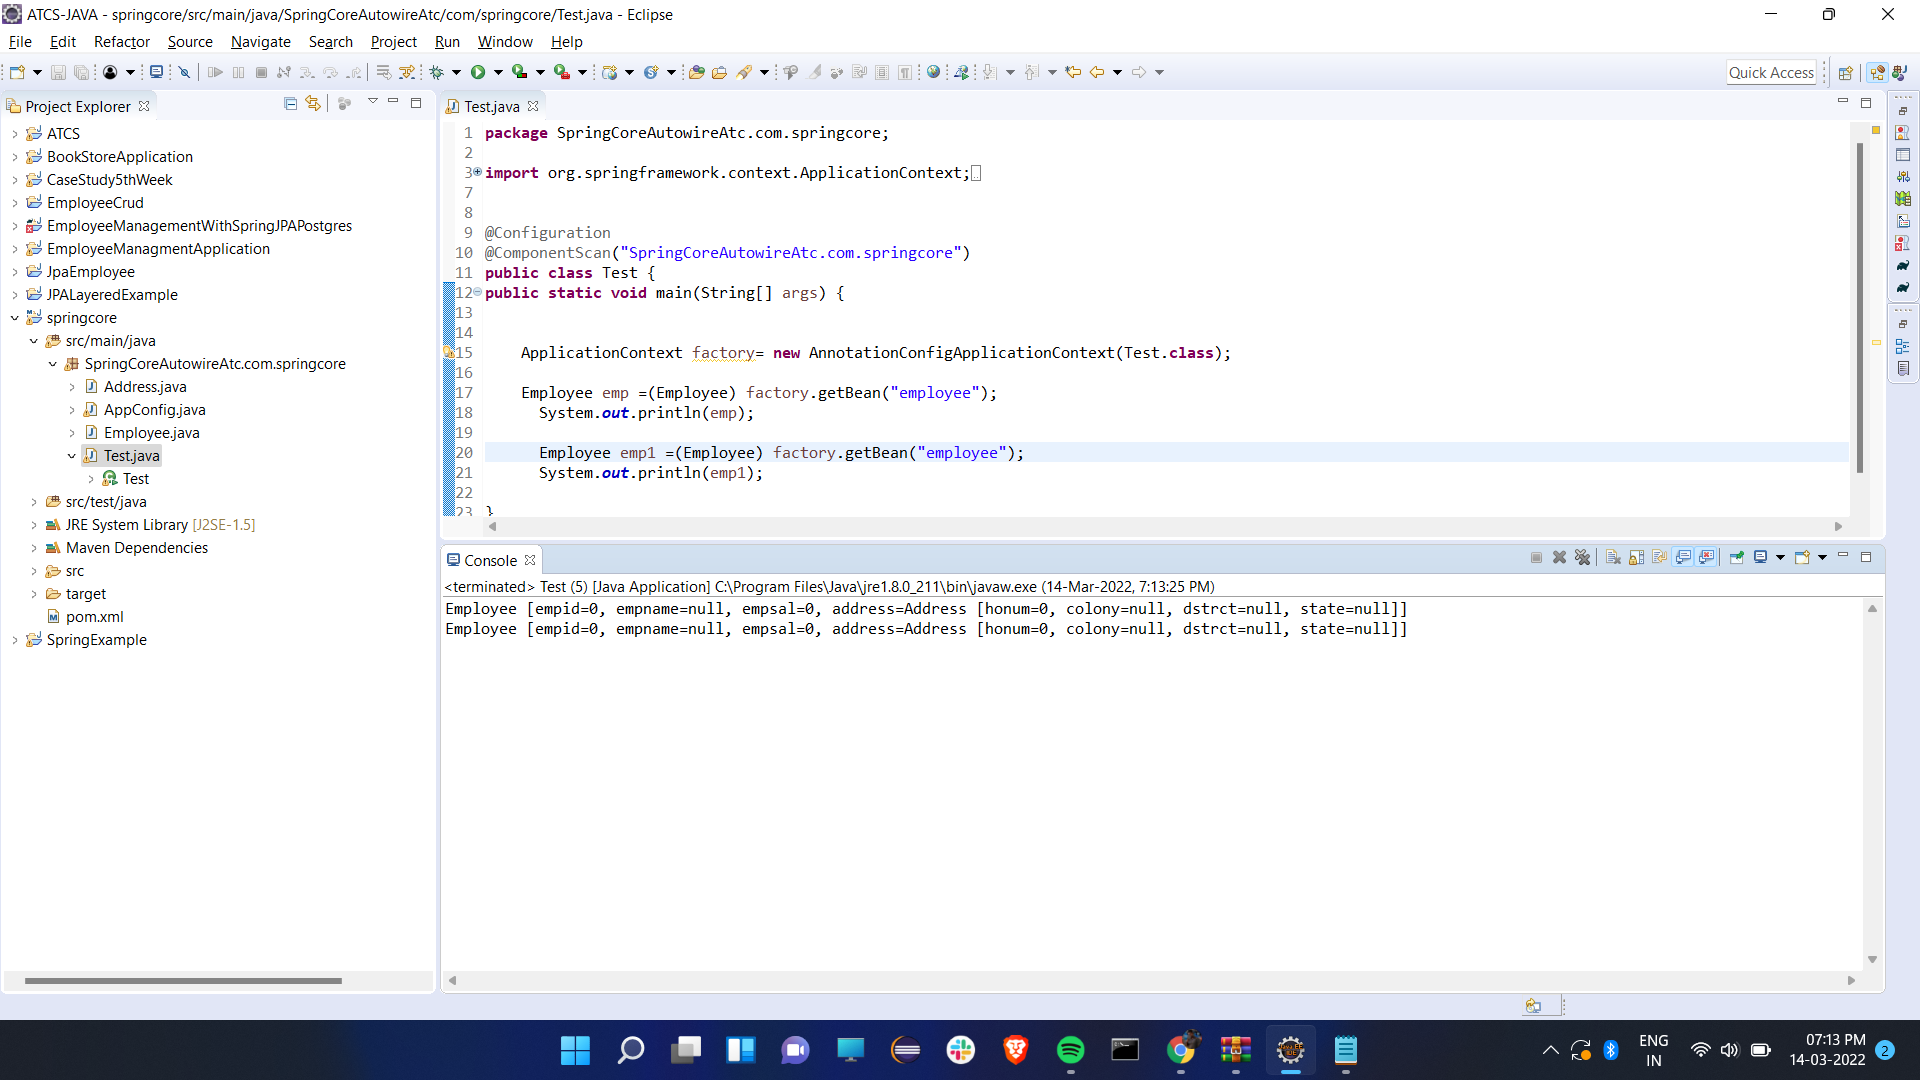 ATCS-JAVA - springcore/src/main/java/SpringCoreAutowireAtc/com/springcore/Test.java - Eclipse
File Edit Refactor Source Navigate Search Project Run Window Help
Quick Access
Project Explorer
ATCS
BookStoreApplication
CaseStudy5thWeek
EmployeeCrud
EmployeeManagementWithSpringJPAPostgres
EmployeeManagmentApplication
JpaEmployee
JPALayeredExample
springcore
src/main/java
SpringCoreAutowireAtc.com.springcore
Address.java
AppConfig.java
Employee.java
Test.java
Test
src/test/java
JRE System Library [J2SE-1.5]
Maven Dependencies
src
target
pom.xml
SpringExample
Test.java
1 package SpringCoreAutowireAtc.com.springcore;
2
3 import org.springframework.context.ApplicationContext;
7
8
9 @Configuration
10 @ComponentScan("SpringCoreAutowireAtc.com.springcore")
11 public class Test {
12 public static void main(String[] args) {
13
14
15 ApplicationContext factory= new AnnotationConfigApplicationContext(Test.class);
16
17 Employee emp =(Employee) factory.getBean("employee");
18 System.out.println(emp);
19
20 Employee emp1 =(Employee) factory.getBean("employee");
21 System.out.println(emp1);
22
23 }
Console
<terminated> Test (5) [Java Application] C:\Program Files\Java\jre1.8.0_211\bin\javaw.exe (14-Mar-2022, 7:13:25 PM)
Employee [empid=0, empname=null, empsal=0, address=Address [honum=0, colony=null, dstrct=null, state=null]]
Employee [empid=0, empname=null, empsal=0, address=Address [honum=0, colony=null, dstrct=null, state=null]]
ENG
IN
07:13 PM
14-03-2022
2